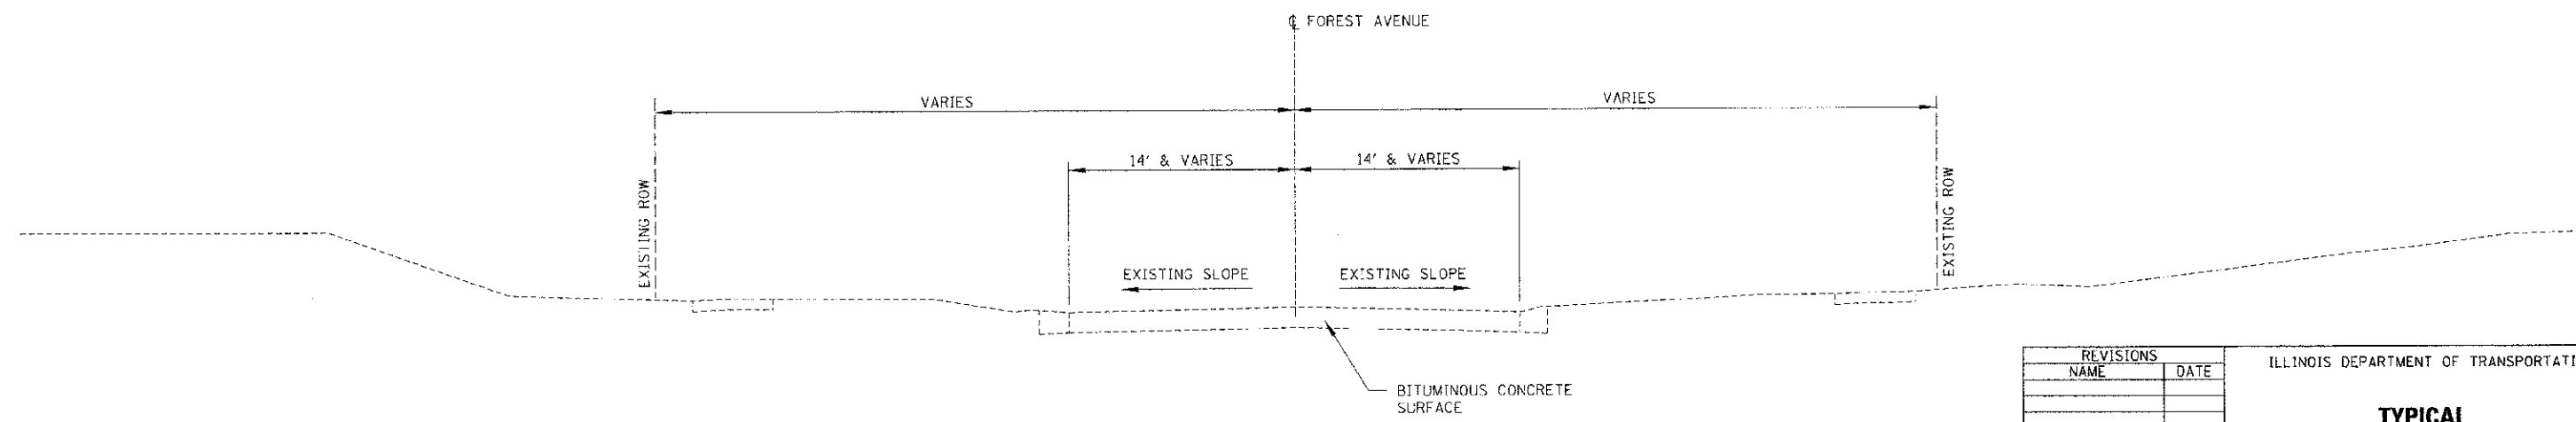 ℄ FOREST AVENUE
VARIES
VARIES
14' & VARIES
14' & VARIES
EXISTING ROW
EXISTING ROW
EXISTING SLOPE
EXISTING SLOPE
BITUMINOUS CONCRETE
SURFACE
REVISIONS
NAME DATE
ILLINOIS DEPARTMENT OF TRANSPORTATI
TYPICAL